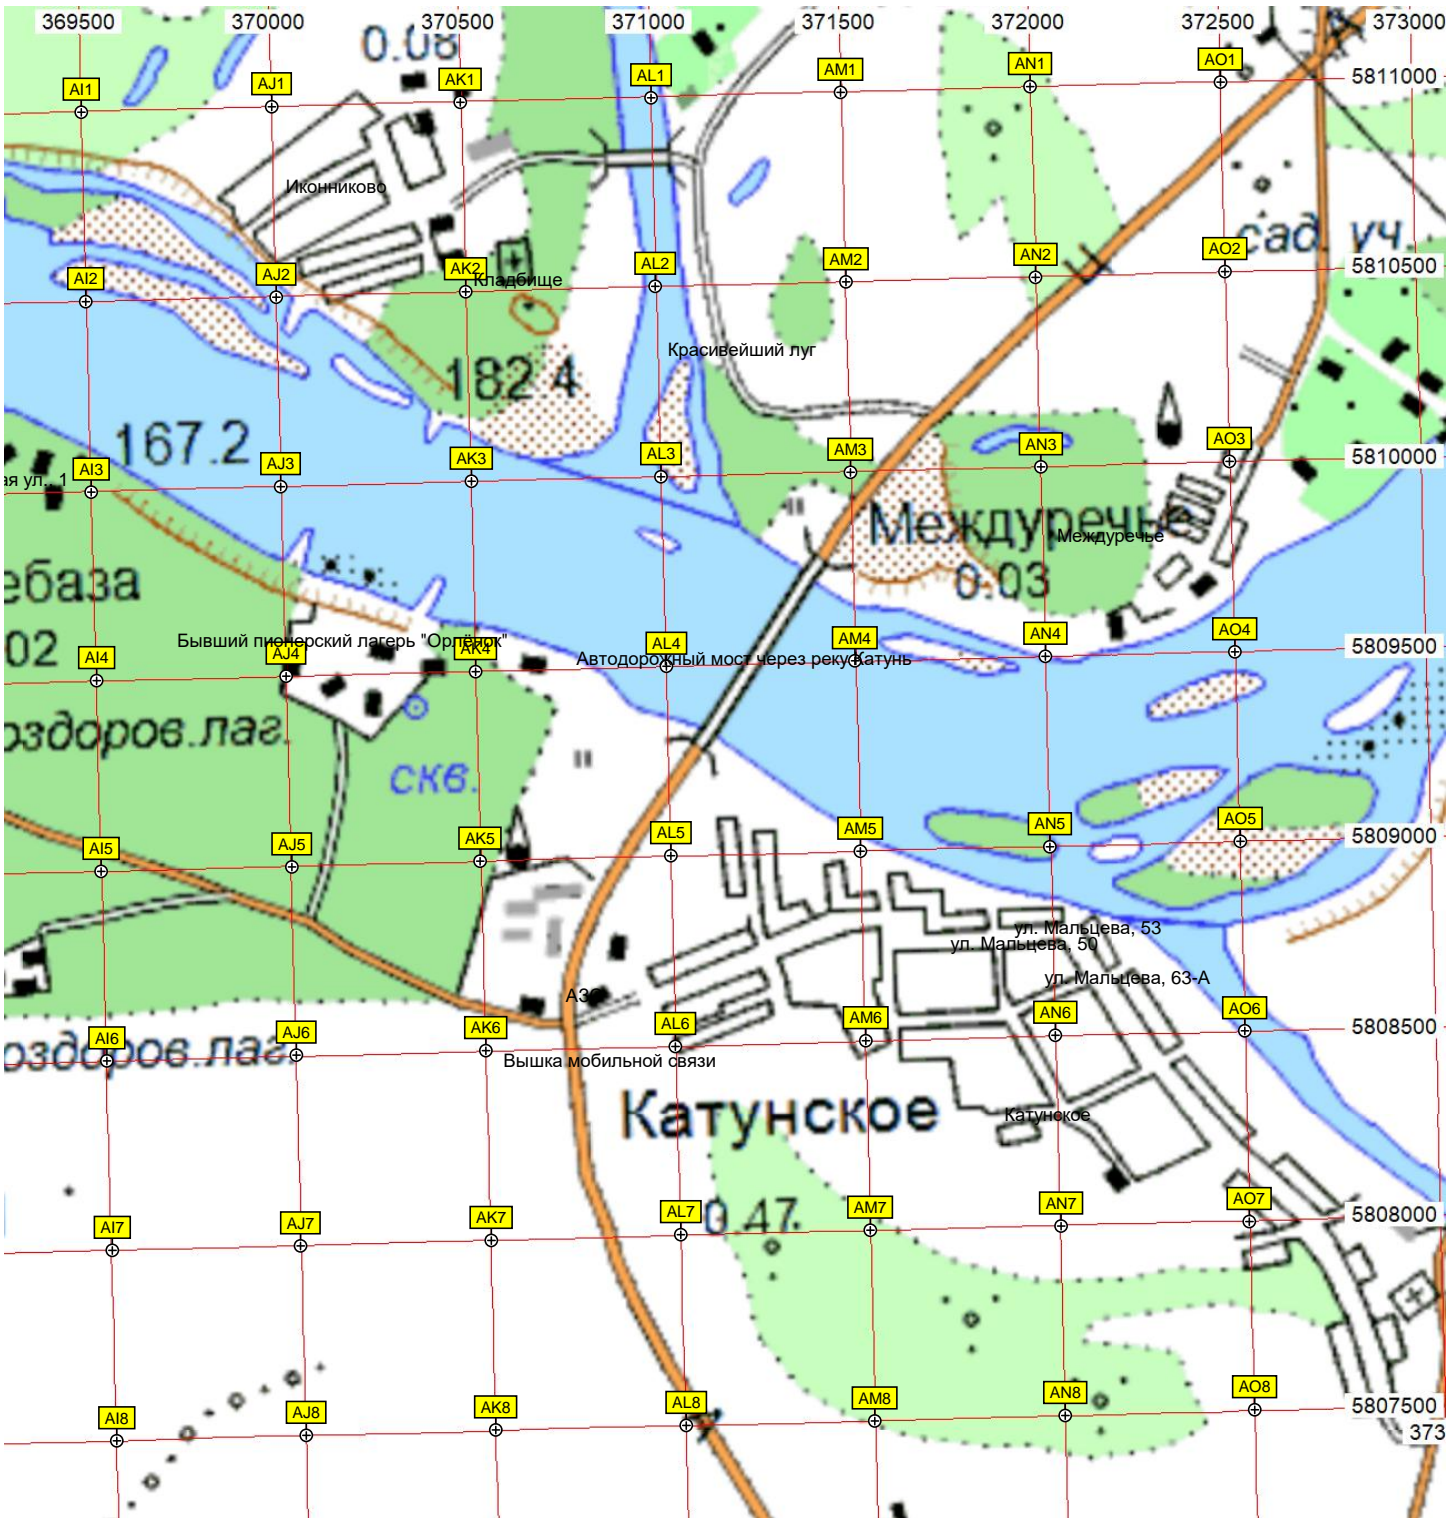 369500 370000 370500 371000 371500 372000 372500 373000
0.08
AI1 AJ1 AK1 AL1 AM1 AN1 AO1 5811000
Иконниково
сад. уч
AI2 AJ2 AK2 AL2 AM2 AN2 AO2 5810500
Кладбище
Красивейший луг
182.4
167.2
AI3 AJ3 AK3 AL3 AM3 AN3 AO3 5810000
ая ул., 1
Междуречье
Междуречье
0.03
ебаза
02
Бывший пионерский лагерь "Орлёнок"
AI4 AJ4 AK4 AL4 AM4 AN4 AO4 5809500
Автодорожный мост через реку Катунь
оздоров.лаг.
скв.
AI5 AJ5 AK5 AL5 AM5 AN5 AO5 5809000
ул. Мальцева, 53
ул. Мальцева, 50
ул. Мальцева, 63-А
АЗС
AI6 AJ6 AK6 AL6 AM6 AN6 AO6 5808500
оздоров.лаг.
Вышка мобильной связи
Катунское
Катунское
AI7 AJ7 AK7 AL7 AM7 AN7 AO7 5808000
0.47
AI8 AJ8 AK8 AL8 AM8 AN8 AO8 5807500
373